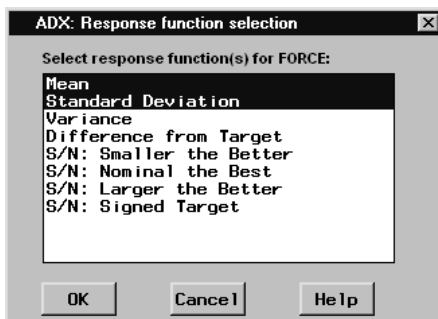 ADX: Response function selection
Select response function(s) for FORCE:
Mean
Standard Deviation
Variance
Difference from Target
S/N: Smaller the Better
S/N: Nominal the Best
S/N: Larger the Better
S/N: Signed Target
OK Cancel Help